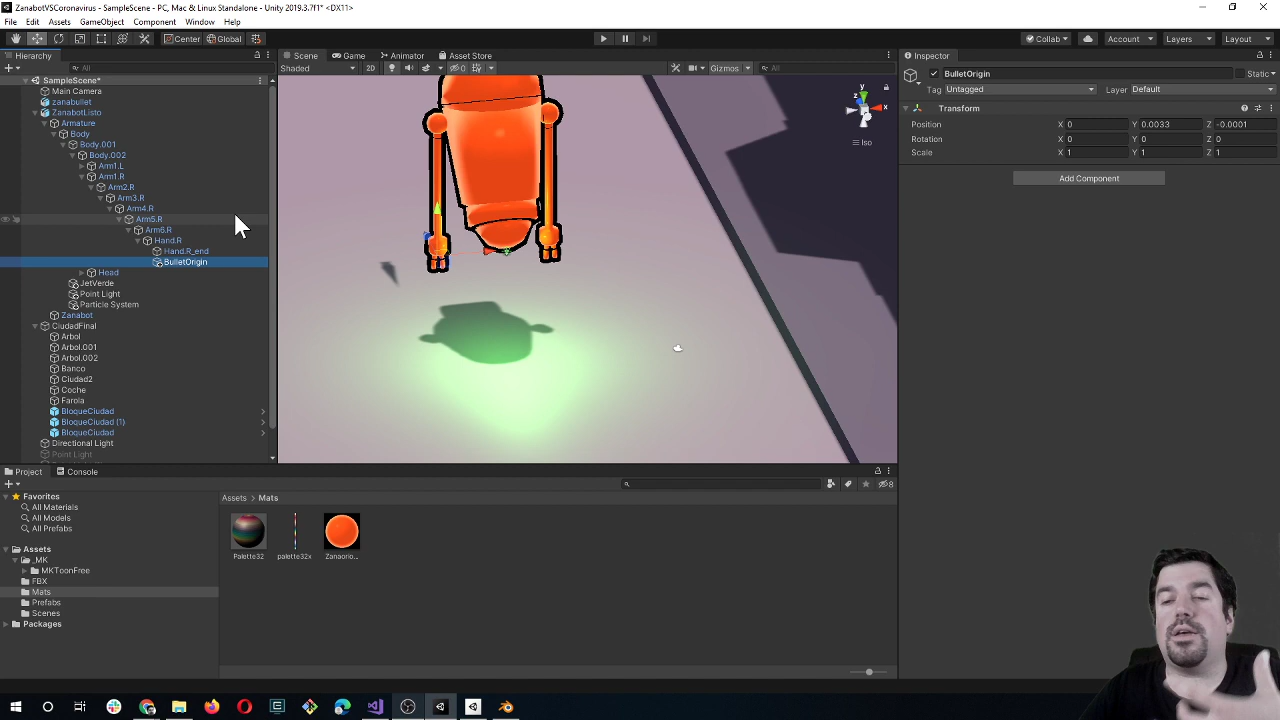 ZanabotVSCoronavirus - SampleScene - PC, Mac & Linux Standalone - Unity 2019.3.7f1* <DX11>
File Edit Assets GameObject Component Window Help
Center Global Collab Account Layers Layout
Hierarchy Scene Game Animator Asset Store Inspector
All Shaded 2D 0 Gizmos All BulletOrigin Static
SampleScene* Tag Untagged Layer Default
Main Camera
zanabullet Transform
ZanabotListo Position X 0 Y 0.0033 Z -0.0001
Armature Rotation X 0 Y 0 Z 0
Body Scale X 1 Y 1 Z 1
Body.001 Iso
Body.002
Arm1.L
Arm1.R Add Component
Arm2.R
Arm3.R
Arm4.R
Arm5.R
Arm6.R
Hand.R
Hand.R_end
BulletOrigin
Head
JetVerde
Point Light
Particle System
Zanabot
CiudadFinal
Arbol
Arbol.001
Arbol.002
Banco
Ciudad2
Coche
Farola
BloqueCiudad
BloqueCiudad (1)
BloqueCiudad
Directional Light
Point Light
Project Console
8
Favorites Assets > Mats
All Materials
All Models
All Prefabs
Assets
_MK
MKToonFree Palette32 palette32x Zanaorio...
FBX
Mats
Prefabs
Scenes
Packages
x y z